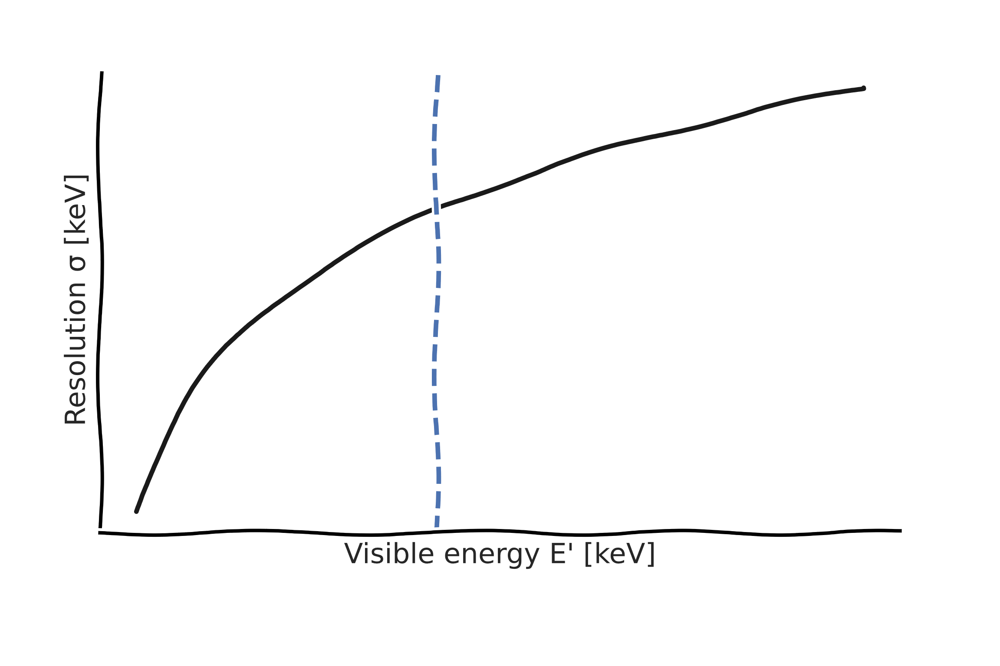 Resolution σ [keV]
Visible energy E' [keV]